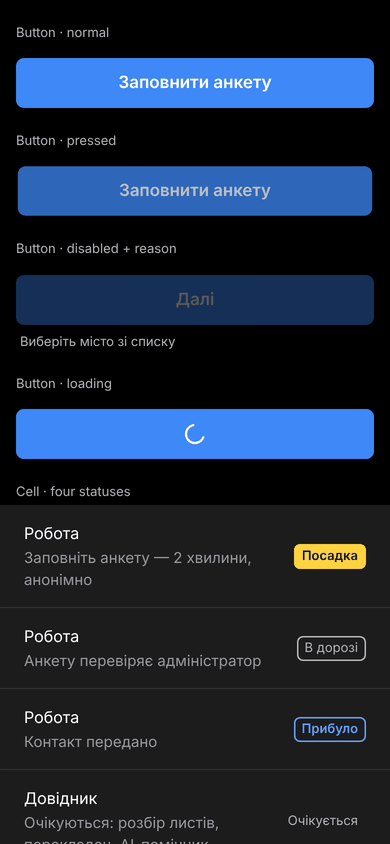 Button · normal
Заповнити анкету
Button · pressed
Заповнити анкету
Button · disabled + reason
Далі
Виберіть місто зі списку
Button · loading
Cell · four statuses
Робота
Заповніть анкету — 2 хвилини,
анонімно
Посадка
Робота
Анкету перевіряє адміністратор
В дорозі
Робота
Контакт передано
Прибуло
Довідник
Очікуються: розбір листів,
Очікується